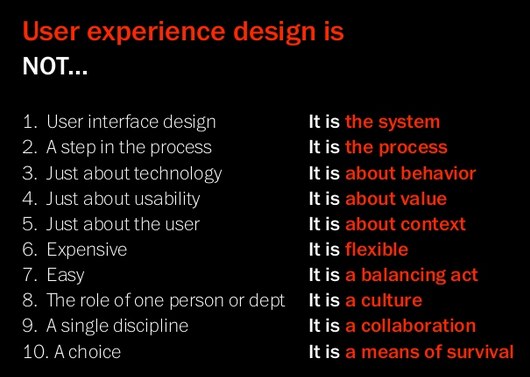 User experience design is
NOT...
1. User interface design It is the system
2. A step in the process It is the process
3. Just about technology It is about behavior
4. Just about usability It is about value
5. Just about the user It is about context
6. Expensive It is flexible
7. Easy It is a balancing act
8. The role of one person or dept It is a culture
9. A single discipline It is a collaboration
10. A choice It is a means of survival